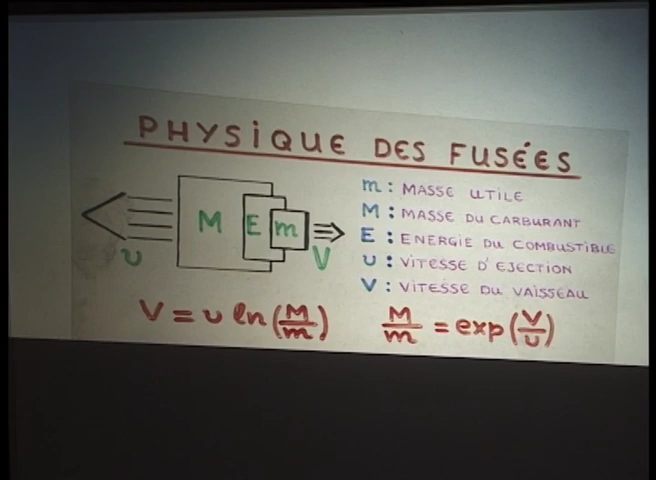 PHYSIQUE DES FUSÉES
m : MASSE UTILE
M : MASSE DU CARBURANT
E : ENERGIE DU COMBUSTIBLE
u : VITESSE D'EJECTION
V : VITESSE DU VAISSEAU
M E m
u V
V = u ln(M/m)
M/m = exp(V/u)